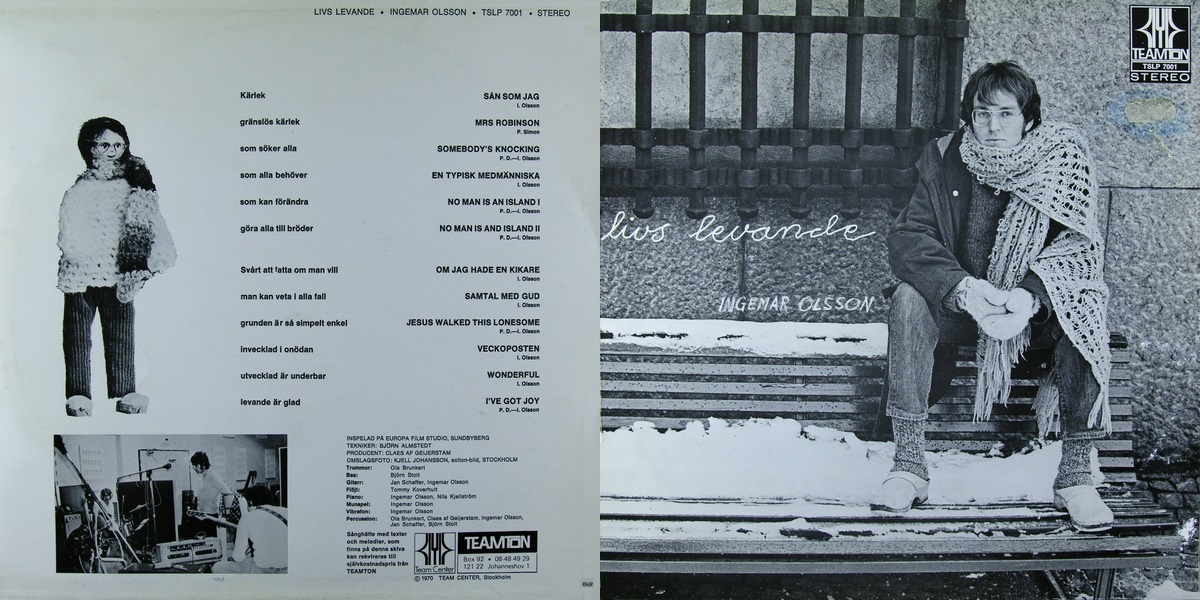 LIVS LEVANDE • INGEMAR OLSSON • TSLP 7001 • STEREO
Kärlek SÅN SOM JAG
I. Olsson
gränslös kärlek MRS ROBINSON
P. Simon
som söker alla SOMEBODY'S KNOCKING
P. D.—I. Olsson
som alla behöver EN TYPISK MEDMÄNNISKA
I. Olsson
som kan förändra NO MAN IS AN ISLAND I
P. D.—I. Olsson
göra alla till bröder NO MAN IS AND ISLAND II
P. D.—I. Olsson
Svårt att fatta om man vill OM JAG HADE EN KIKARE
I. Olsson
man kan veta i alla fall SAMTAL MED GUD
I. Olsson
grunden är så simpelt enkel JESUS WALKED THIS LONESOME
P. D.—I. Olsson
invecklad i onödan VECKOPOSTEN
I. Olsson
utvecklad är underbar WONDERFUL
I. Olsson
levande är glad I'VE GOT JOY
P. D.—I. Olsson
INSPELAD PÅ EUROPA FILM STUDIO, SUNDBYBERG
TEKNIKER: BJÖRN ALMSTEDT
PRODUCENT: CLAES AF GEIJERSTAM
OMSLAGSFOTO: KJELL JOHANSSON, action-bild, STOCKHOLM
Trummor: Ola Brunkert
Bas: Björn Stolt
Gitarr: Jan Schaffer, Ingemar Olsson
Flöjt: Tommy Koverhult
Piano: Ingemar Olsson, Nils Kjellström
Munspel: Ingemar Olsson
Vibrafon: Ingemar Olsson
Percussion: Ola Brunkert, Claes af Geijerstam, Ingemar Olsson,
Jan Schaffer, Björn Stolt
Sånghäfte med texter
och melodier, som
finns på denna skiva
kan rekvireras till
självkostnadspris från
TEAMTON
Team Center
TEAMTON
Box 92 • 08-48 49 29
121 22 Johanneshov 1
© 1970 TEAM CENTER, Stockholm
livs levande
INGEMAR OLSSON
TEAMTON
TSLP 7001
STEREO